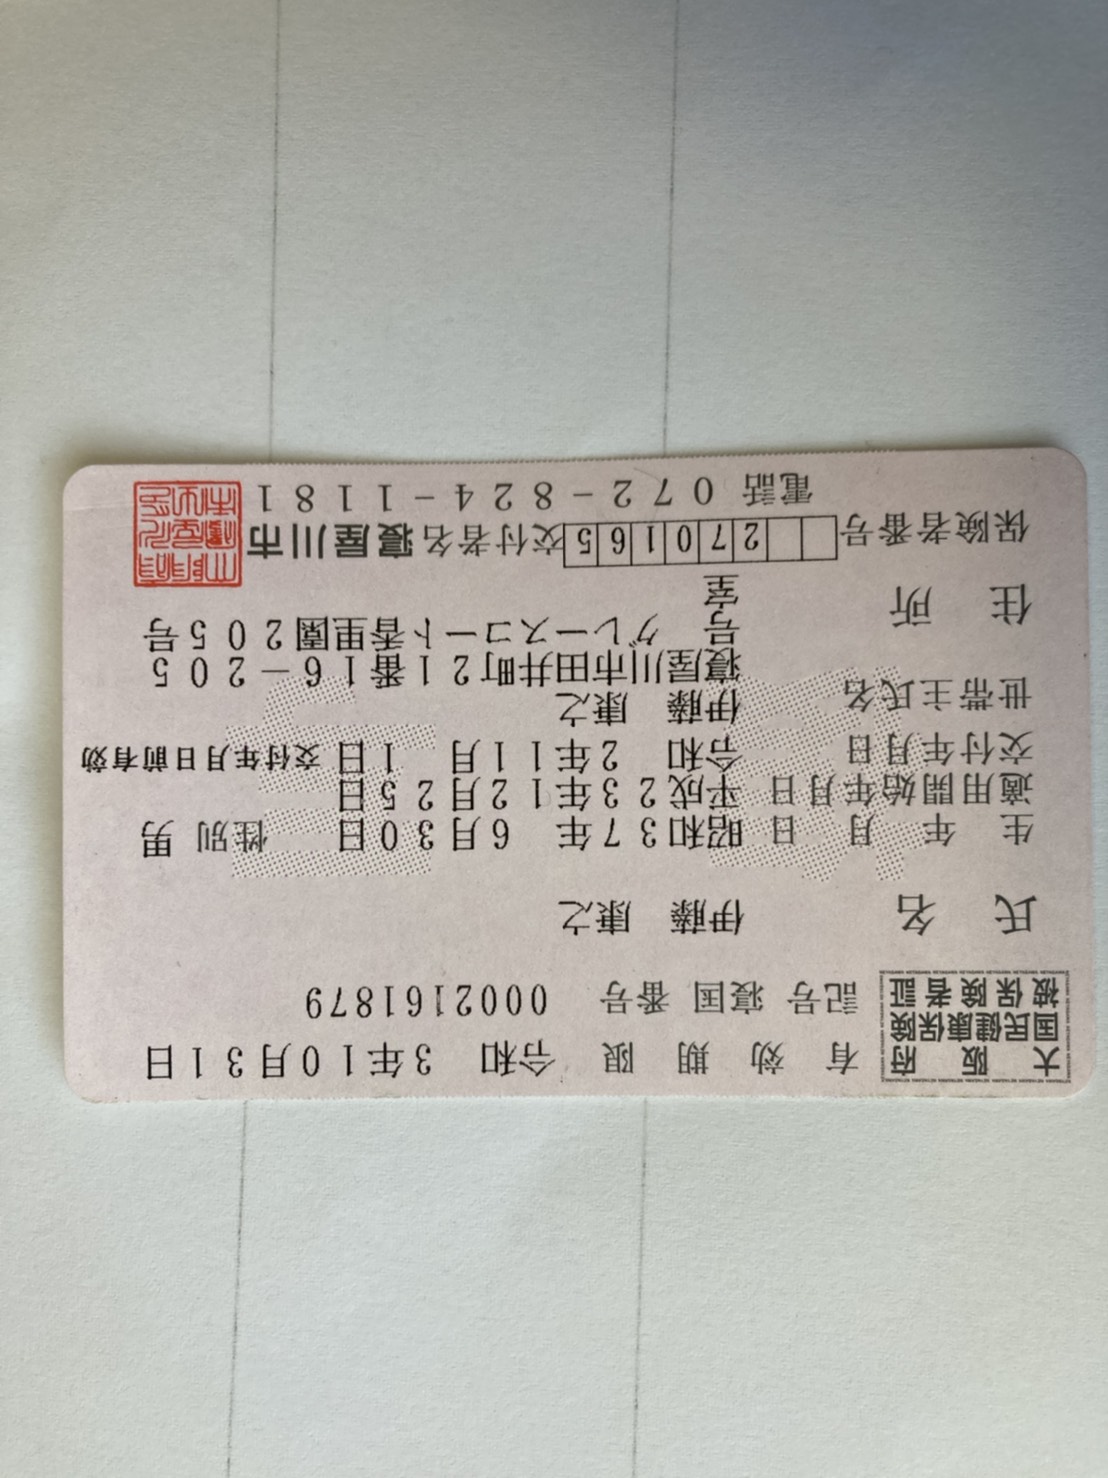 大阪府
国民健康保険
被保険者証
有効期限 令和 3年10月31日
記号 寝国 番号 0002161879
氏名 伊藤 康之
生年月日 昭和37年 6月30日 性別 男
適用開始年月日 平成23年12月25日
交付年月日 令和 2年11月 1日 交付年月日前有効
世帯主氏名 伊藤 康之
住所 寝屋川市田井町21番16-205
号 グレースコート香里園205号
室
保険者番号 270165 交付者名 寝屋川市
電話 072-824-1181